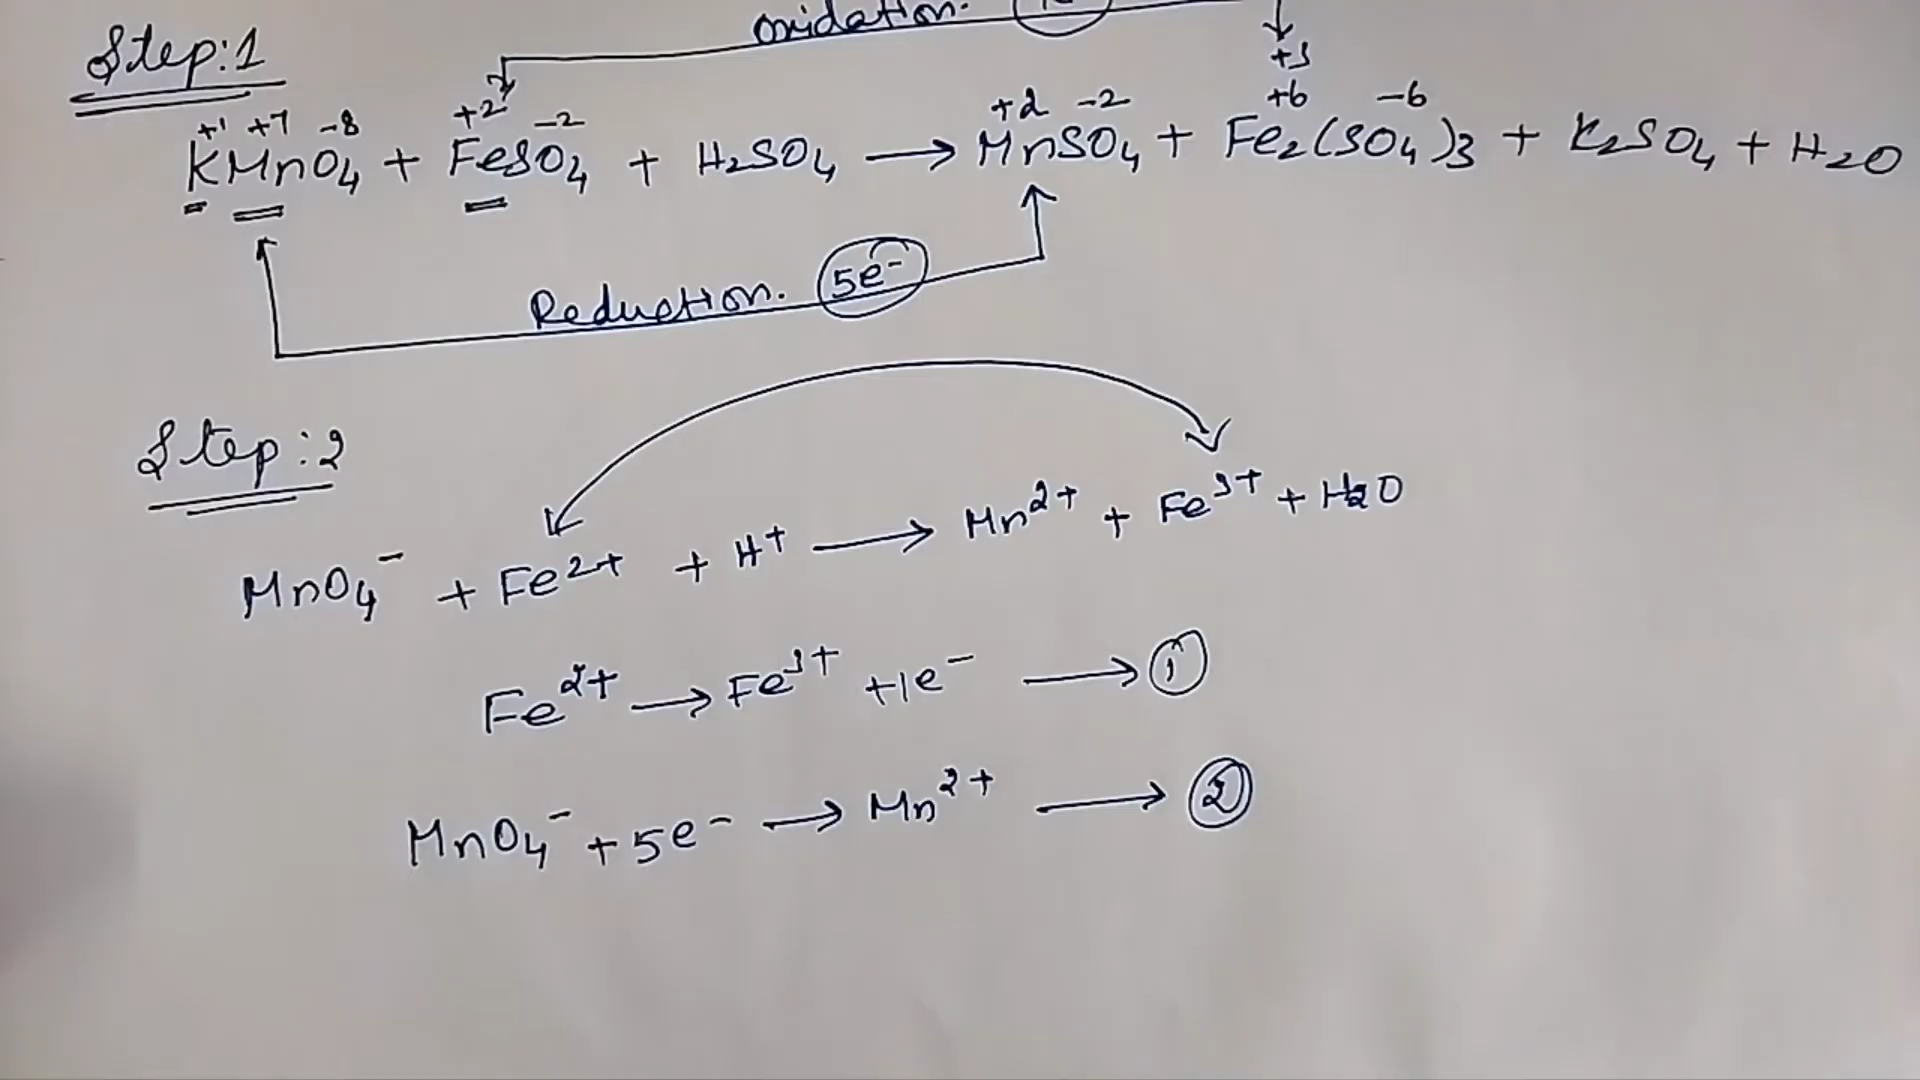 oxidation.
Step:1
+3
+1 +7 -8 +2 -2 +2 -2 +6 -6
KMnO4 + FeSO4 + H2SO4 → MnSO4 + Fe2(SO4)3 + K2SO4 + H2O
Reduction. 5e-
Step:2
MnO4- + Fe2+ + H+ → Mn2+ + Fe3+ + H2O
Fe2+ → Fe3+ +1e- → 1
MnO4- + 5e- → Mn2+ → 2